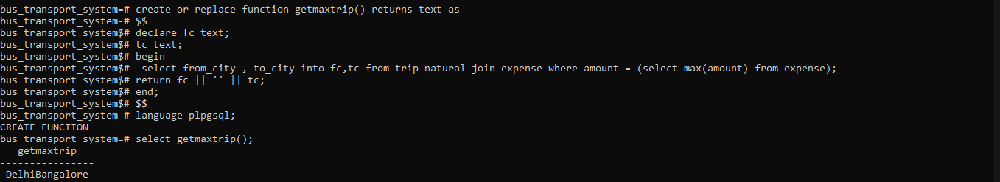 bus_transport_system=# create or replace function getmaxtrip() returns text as
bus_transport_system-# $$
bus_transport_system$# declare fc text;
bus_transport_system$# tc text;
bus_transport_system$# begin
bus_transport_system$#  select from_city , to_city into fc,tc from trip natural join expense where amount = (select max(amount) from expense);
bus_transport_system$# return fc || '' || tc;
bus_transport_system$# end;
bus_transport_system$# $$
bus_transport_system-# language plpgsql;
CREATE FUNCTION
bus_transport_system=# select getmaxtrip();
   getmaxtrip
----------------
 DelhiBangalore